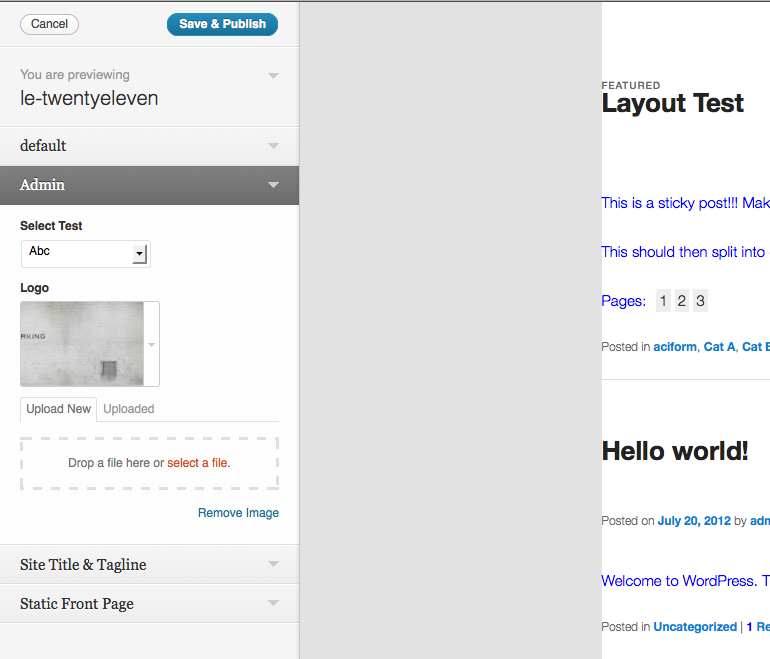 Cancel
Save & Publish
You are previewing
le-twentyeleven
default
Admin
Select Test
Abc
Logo
RKING
Upload New
Uploaded
Drop a file here or select a file.
Remove Image
Site Title & Tagline
Static Front Page
FEATURED
Layout Test
This is a sticky post!!! Mak
This should then split into
Pages: 1 2 3
Posted in aciform, Cat A, Cat B
Hello world!
Posted on July 20, 2012 by adm
Welcome to WordPress. T
Posted in Uncategorized | 1 Re